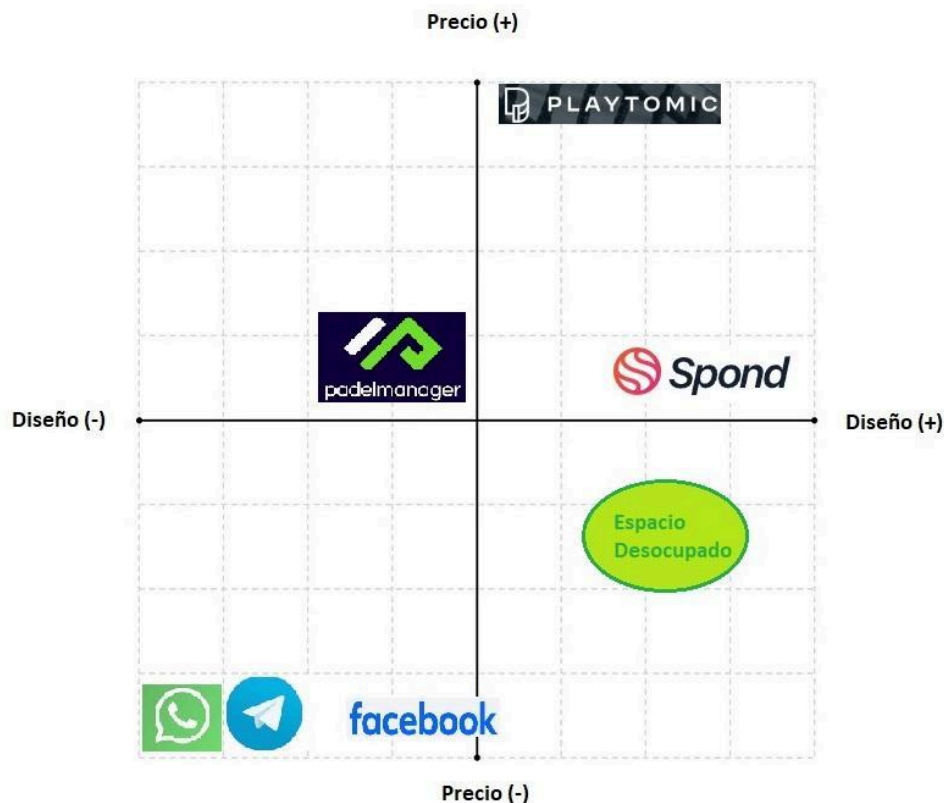 Precio (+)
PLAYTOMIC
padelmanager
Spond
Diseño (-)
Diseño (+)
Espacio
Desocupado
facebook
Precio (-)